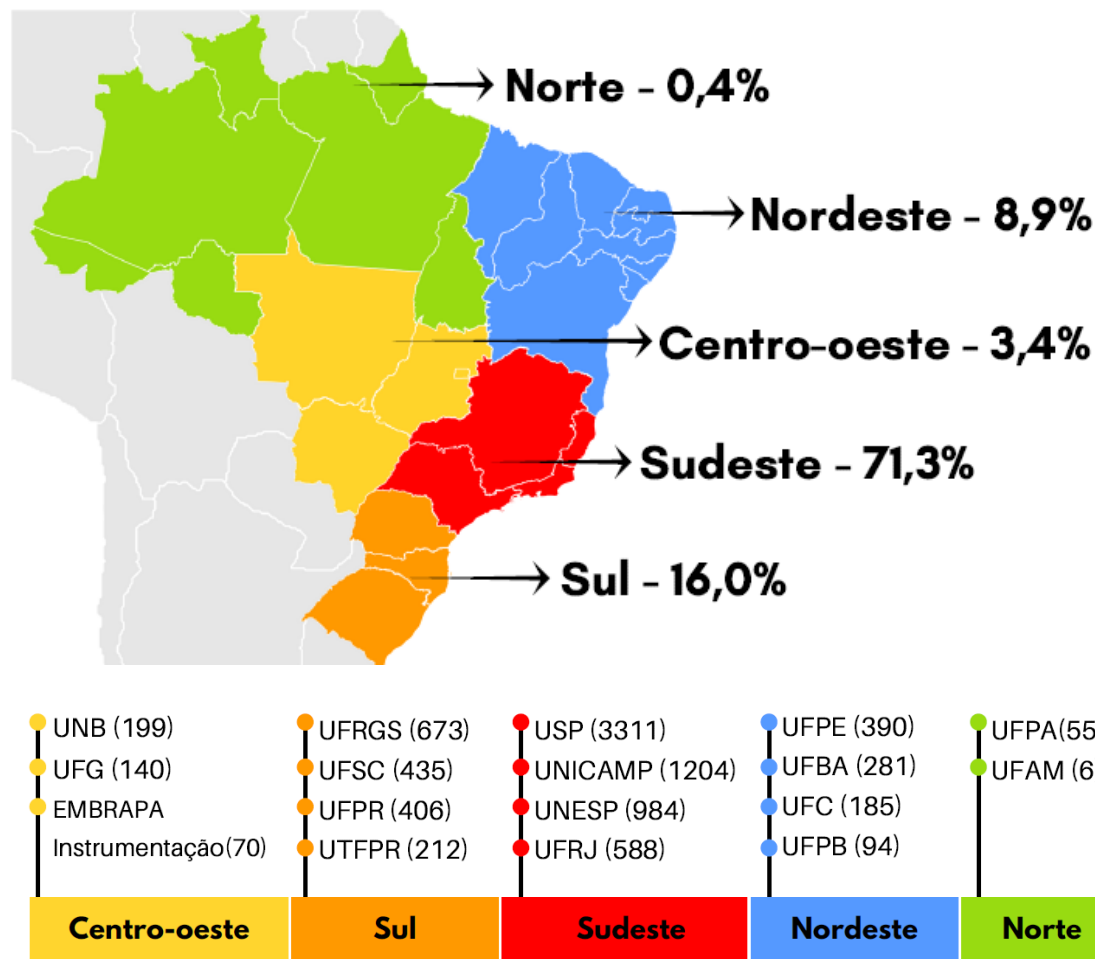 Norte - 0,4%
Nordeste - 8,9%
Centro-oeste - 3,4%
Sudeste - 71,3%
Sul - 16,0%
UNB (199)
UFG (140)
EMBRAPA
Instrumentação(70)
Centro-oeste
UFRGS (673)
UFSC (435)
UFPR (406)
UTFPR (212)
Sul
USP (3311)
UNICAMP (1204)
UNESP (984)
UFRJ (588)
Sudeste
UFPE (390)
UFBA (281)
UFC (185)
UFPB (94)
Nordeste
UFPA(55
UFAM (6
Norte